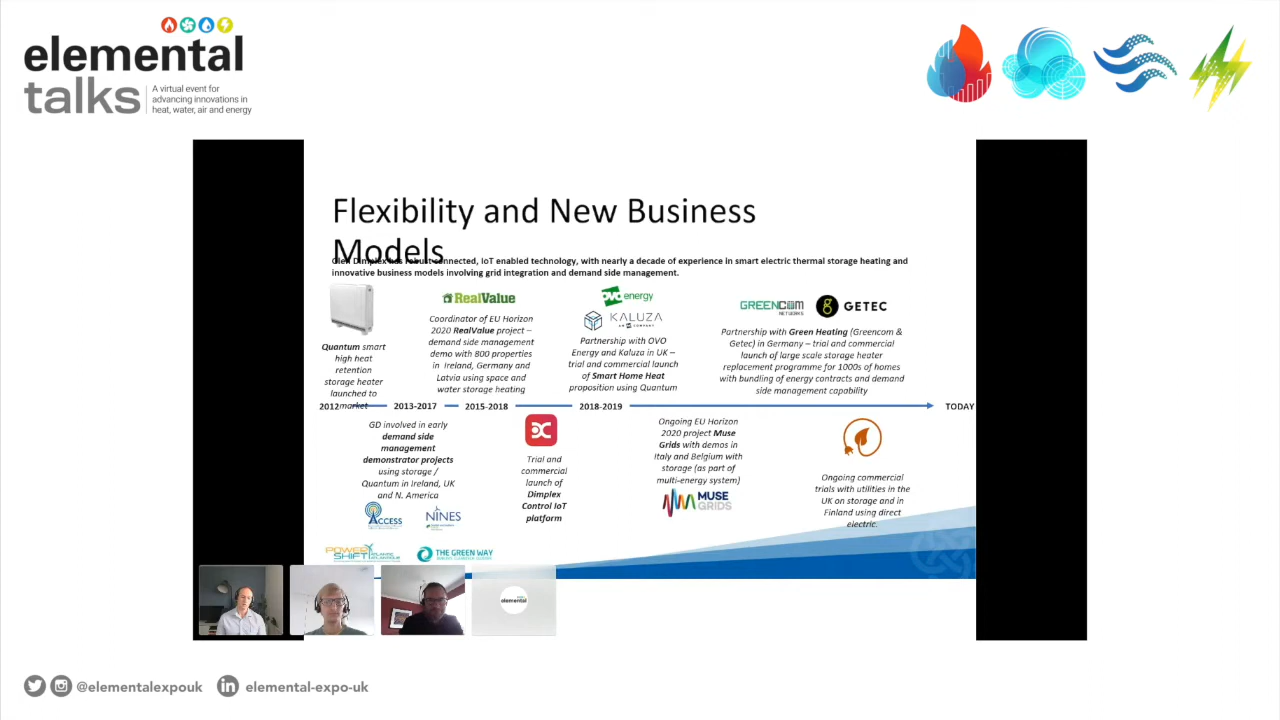 elemental
talks
A virtual event for
advancing innovations in
heat, water, air and energy
Flexibility and New Business
Models
Glen Dimplex has robust connected, IoT enabled technology, with nearly a decade of experience in smart electric thermal storage heating and
innovative business models involving grid integration and demand side management.
Quantum smart
high heat
retention
storage heater
launched to
market
RealValue
Coordinator of EU Horizon
2020 RealValue project –
demand side management
demo with 800 properties
in Ireland, Germany and
Latvia using space and
water storage heating
ovo energy
KALUZA
AN OVO COMPANY
Partnership with OVO
Energy and Kaluza in UK –
trial and commercial launch
of Smart Home Heat
proposition using Quantum
GREENCOM
NETWORKS
GETEC
Partnership with Green Heating (Greencom &
Getec) in Germany – trial and commercial
launch of large scale storage heater
replacement programme for 1000s of homes
with bundling of energy contracts and demand
side management capability
2012 2013-2017 2015-2018 2018-2019 TODAY
GD involved in early
demand side
management
demonstrator projects
using storage /
Quantum in Ireland, UK
and N. America
ACCESS
NINES
POWER
SHIFT
THE GREEN WAY
Trial and
commercial
launch of
Dimplex
Control IoT
platform
Ongoing EU Horizon
2020 project Muse
Grids with demos in
Italy and Belgium with
storage (as part of
multi-energy system)
MUSE
GRIDS
Ongoing commercial
trials with utilities in the
UK on storage and in
Finland using direct
electric.
elemental
@elementalexpouk
in elemental-expo-uk